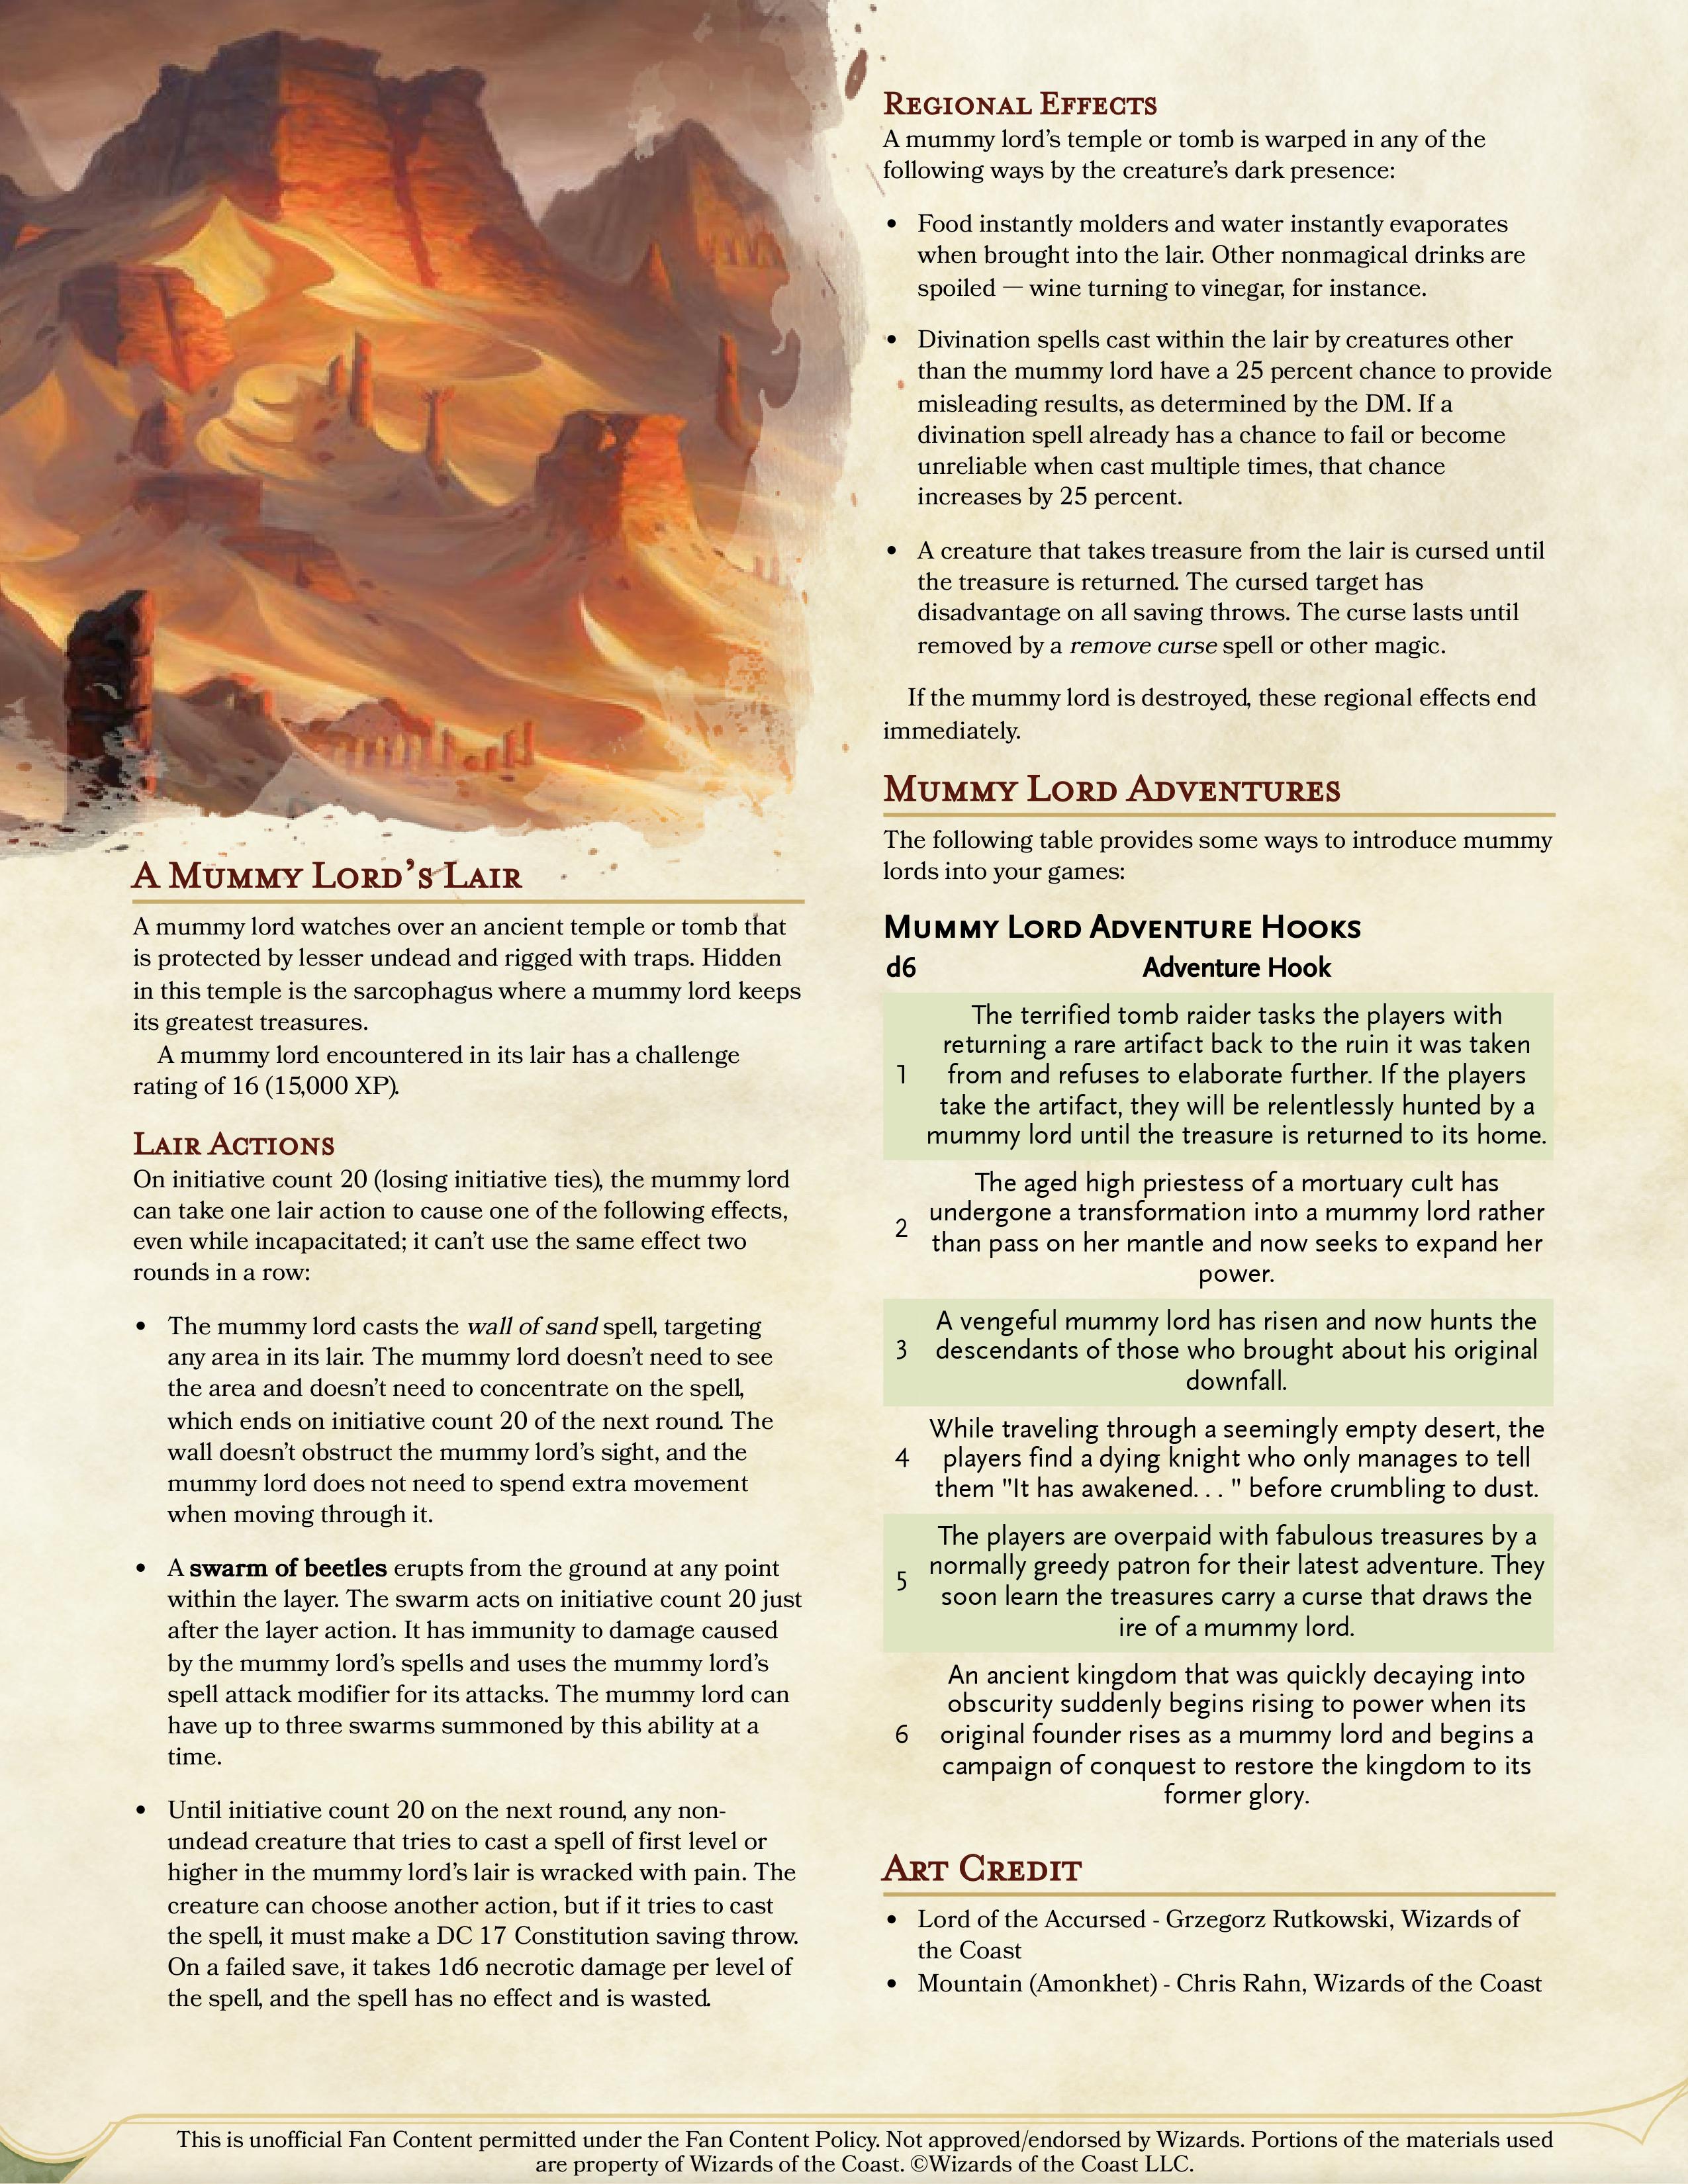 A Mummy Lord's Lair
A mummy lord watches over an ancient temple or tomb that
is protected by lesser undead and rigged with traps. Hidden
in this temple is the sarcophagus where a mummy lord keeps
its greatest treasures.
A mummy lord encountered in its lair has a challenge
rating of 16 (15,000 XP).
Lair Actions
On initiative count 20 (losing initiative ties), the mummy lord
can take one lair action to cause one of the following effects,
even while incapacitated; it can't use the same effect two
rounds in a row:
• The mummy lord casts the wall of sand spell, targeting
any area in its lair. The mummy lord doesn't need to see
the area and doesn't need to concentrate on the spell,
which ends on initiative count 20 of the next round. The
wall doesn't obstruct the mummy lord's sight, and the
mummy lord does not need to spend extra movement
when moving through it.
• A swarm of beetles erupts from the ground at any point
within the layer. The swarm acts on initiative count 20 just
after the layer action. It has immunity to damage caused
by the mummy lord's spells and uses the mummy lord's
spell attack modifier for its attacks. The mummy lord can
have up to three swarms summoned by this ability at a
time.
• Until initiative count 20 on the next round, any non-
undead creature that tries to cast a spell of first level or
higher in the mummy lord's lair is wracked with pain. The
creature can choose another action, but if it tries to cast
the spell, it must make a DC 17 Constitution saving throw.
On a failed save, it takes 1d6 necrotic damage per level of
the spell, and the spell has no effect and is wasted.
Regional Effects
A mummy lord's temple or tomb is warped in any of the
following ways by the creature's dark presence:
• Food instantly molders and water instantly evaporates
when brought into the lair. Other nonmagical drinks are
spoiled — wine turning to vinegar, for instance.
• Divination spells cast within the lair by creatures other
than the mummy lord have a 25 percent chance to provide
misleading results, as determined by the DM. If a
divination spell already has a chance to fail or become
unreliable when cast multiple times, that chance
increases by 25 percent.
• A creature that takes treasure from the lair is cursed until
the treasure is returned. The cursed target has
disadvantage on all saving throws. The curse lasts until
removed by a remove curse spell or other magic.
If the mummy lord is destroyed, these regional effects end
immediately.
Mummy Lord Adventures
The following table provides some ways to introduce mummy
lords into your games:
Mummy Lord Adventure Hooks
d6 Adventure Hook
The terrified tomb raider tasks the players with
returning a rare artifact back to the ruin it was taken
1 from and refuses to elaborate further. If the players
take the artifact, they will be relentlessly hunted by a
mummy lord until the treasure is returned to its home.
The aged high priestess of a mortuary cult has
undergone a transformation into a mummy lord rather
2 than pass on her mantle and now seeks to expand her
power.
A vengeful mummy lord has risen and now hunts the
3 descendants of those who brought about his original
downfall.
While traveling through a seemingly empty desert, the
4 players find a dying knight who only manages to tell
them "It has awakened. . . " before crumbling to dust.
The players are overpaid with fabulous treasures by a
normally greedy patron for their latest adventure. They
5 soon learn the treasures carry a curse that draws the
ire of a mummy lord.
An ancient kingdom that was quickly decaying into
obscurity suddenly begins rising to power when its
6 original founder rises as a mummy lord and begins a
campaign of conquest to restore the kingdom to its
former glory.
Art Credit
• Lord of the Accursed - Grzegorz Rutkowski, Wizards of
the Coast
• Mountain (Amonkhet) - Chris Rahn, Wizards of the Coast
This is unofficial Fan Content permitted under the Fan Content Policy. Not approved/endorsed by Wizards. Portions of the materials used
are property of Wizards of the Coast. ©Wizards of the Coast LLC.